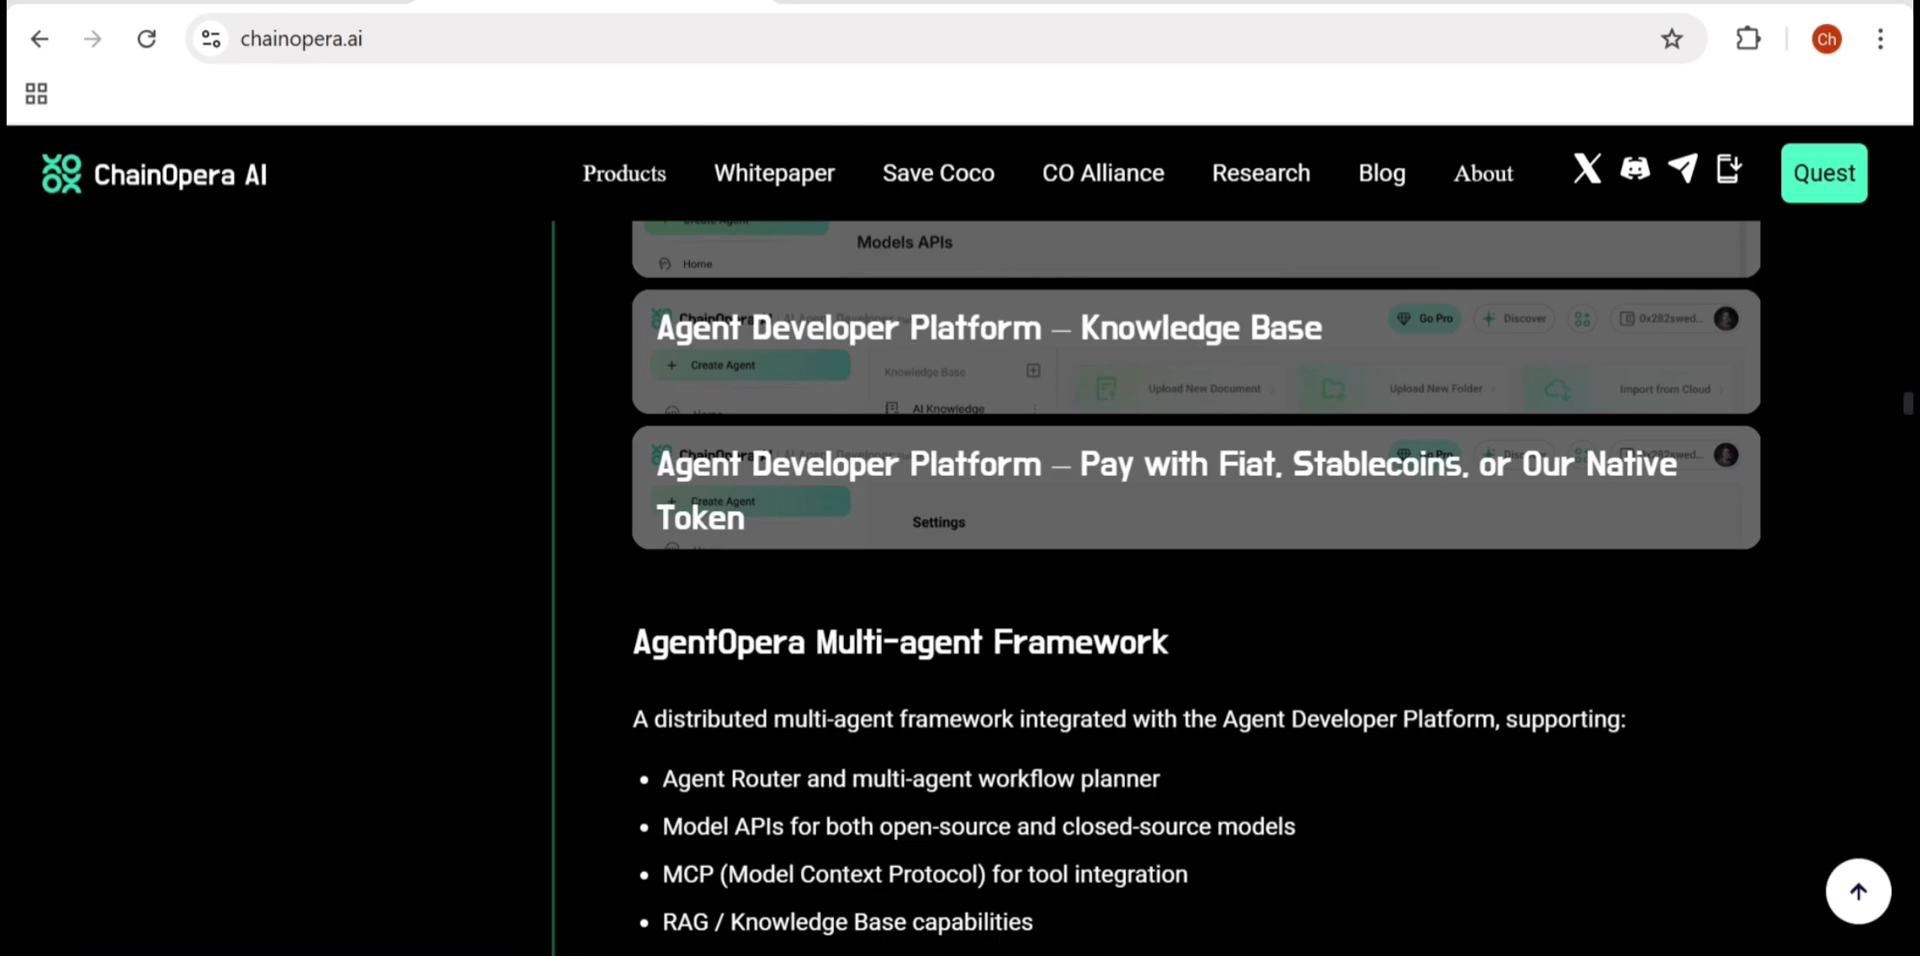 chainopera.ai
Ch
ChainOpera AI
Products
Whitepaper
Save Coco
CO Alliance
Research
Blog
About
Quest
Create Agent
Models APIs
Home
Agent Developer Platform – Knowledge Base
Go Pro
Discover
0x282swed...
+ Create Agent
Knowledge Base
Upload New Document
Upload New Folder
Import from Cloud
AI Knowledge
Agent Developer Platform – Pay with Fiat, Stablecoins, or Our Native
Token
Create Agent
Settings
AgentOpera Multi-agent Framework
A distributed multi-agent framework integrated with the Agent Developer Platform, supporting:
• Agent Router and multi-agent workflow planner
• Model APIs for both open-source and closed-source models
• MCP (Model Context Protocol) for tool integration
• RAG / Knowledge Base capabilities